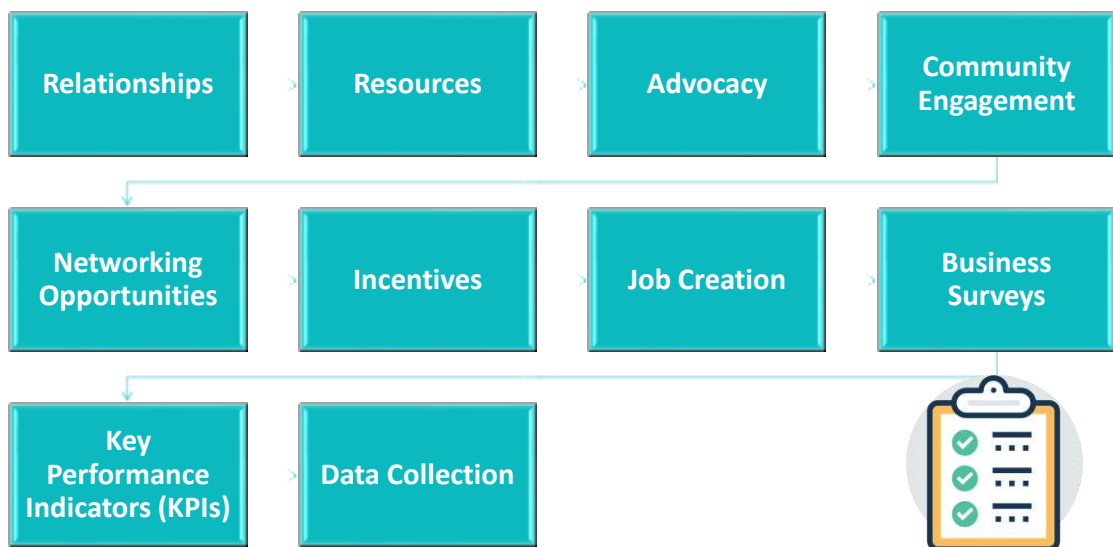 Relationships
Resources
Advocacy
Community
Engagement
Networking
Opportunities
Incentives
Job Creation
Business
Surveys
Key
Performance
Indicators (KPIs)
Data Collection